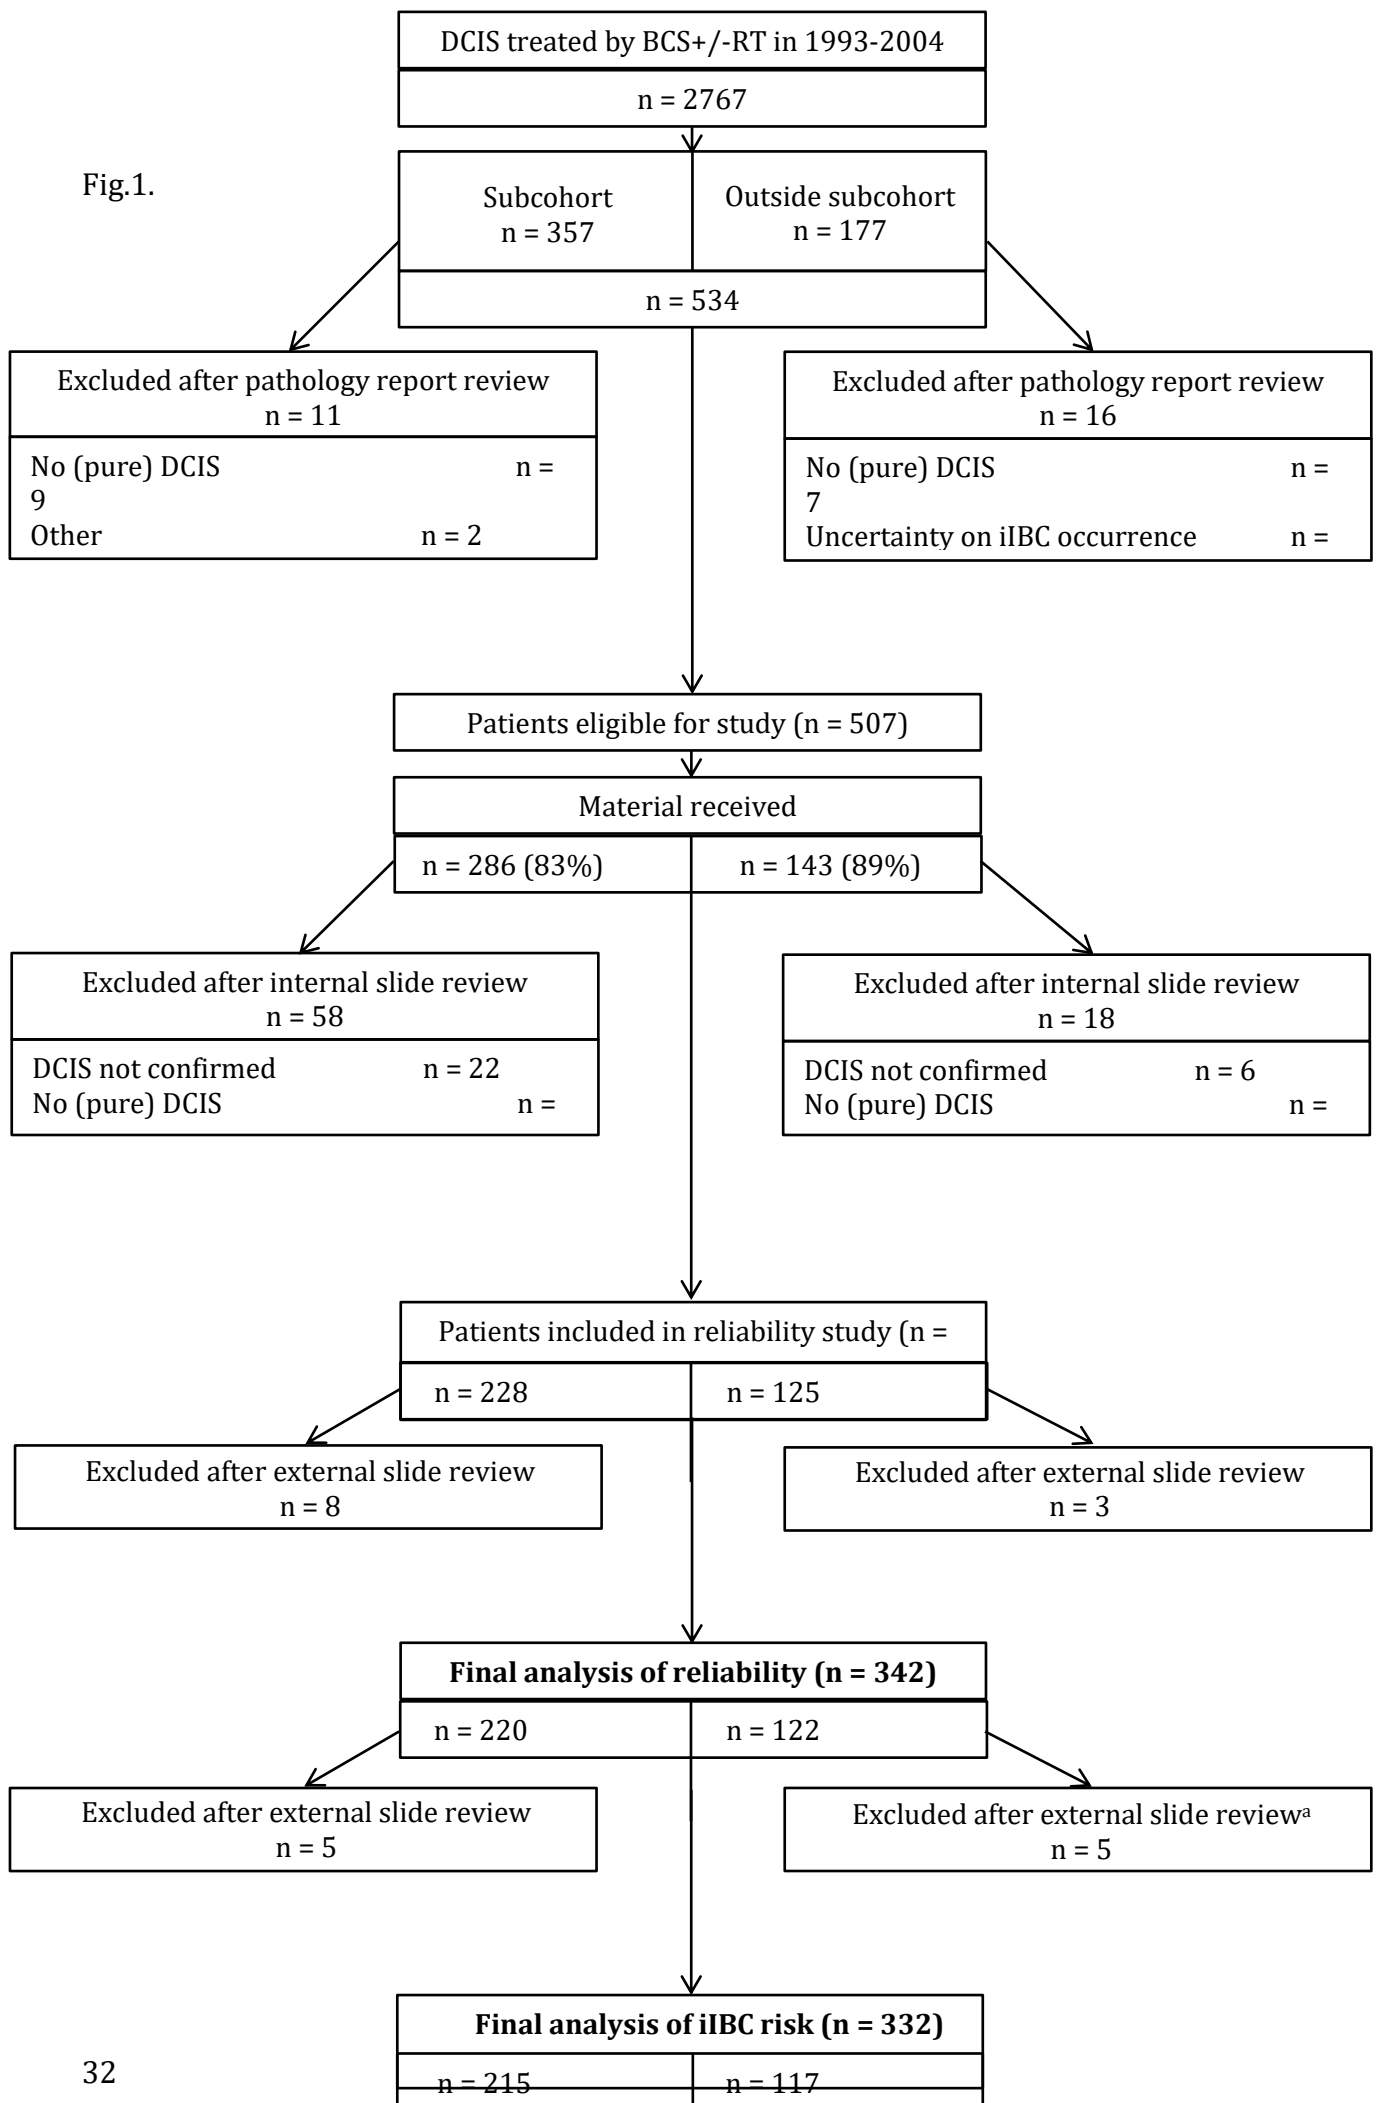 DCIS treated by BCS+/-RT in 1993-2004
n = 2767
Fig.1.
Subcohort
n = 357
Outside subcohort
n = 177
n = 534
Excluded after pathology report review
n = 11
No (pure) DCIS n =
9
Other n = 2
Excluded after pathology report review
n = 16
No (pure) DCIS n =
7
Uncertainty on iIBC occurrence n =
Patients eligible for study (n = 507)
Material received
n = 286 (83%)
n = 143 (89%)
Excluded after internal slide review
n = 58
DCIS not confirmed n = 22
No (pure) DCIS n =
Excluded after internal slide review
n = 18
DCIS not confirmed n = 6
No (pure) DCIS n =
Patients included in reliability study (n =
n = 228
n = 125
Excluded after external slide review
n = 8
Excluded after external slide review
n = 3
Final analysis of reliability (n = 342)
n = 220
n = 122
Excluded after external slide review
n = 5
Excluded after external slide reviewᵃ
n = 5
Final analysis of iIBC risk (n = 332)
n = 215
n = 117
32